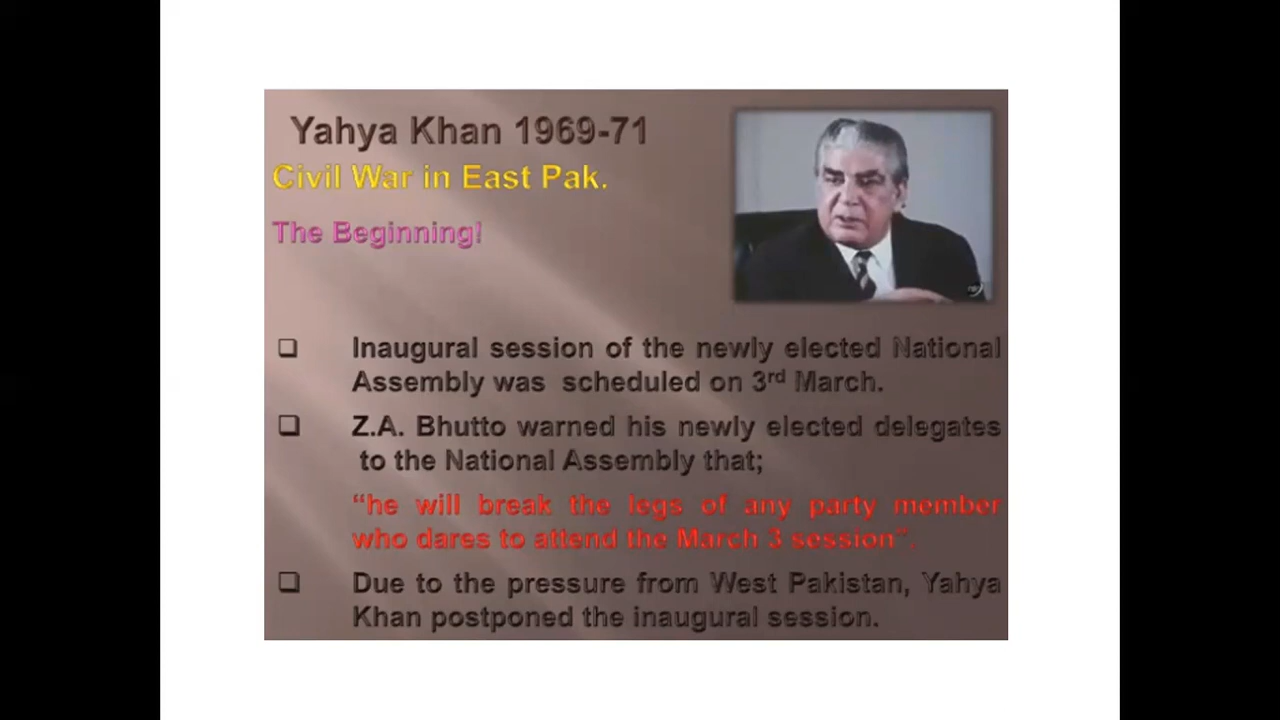 Yahya Khan 1969-71
Civil War in East Pak.
The Beginning!
❑ Inaugural session of the newly elected National
Assembly was scheduled on 3rd March.
❑ Z.A. Bhutto warned his newly elected delegates
to the National Assembly that;
“he will break the legs of any party member
who dares to attend the March 3 session”.
❑ Due to the pressure from West Pakistan, Yahya
Khan postponed the inaugural session.